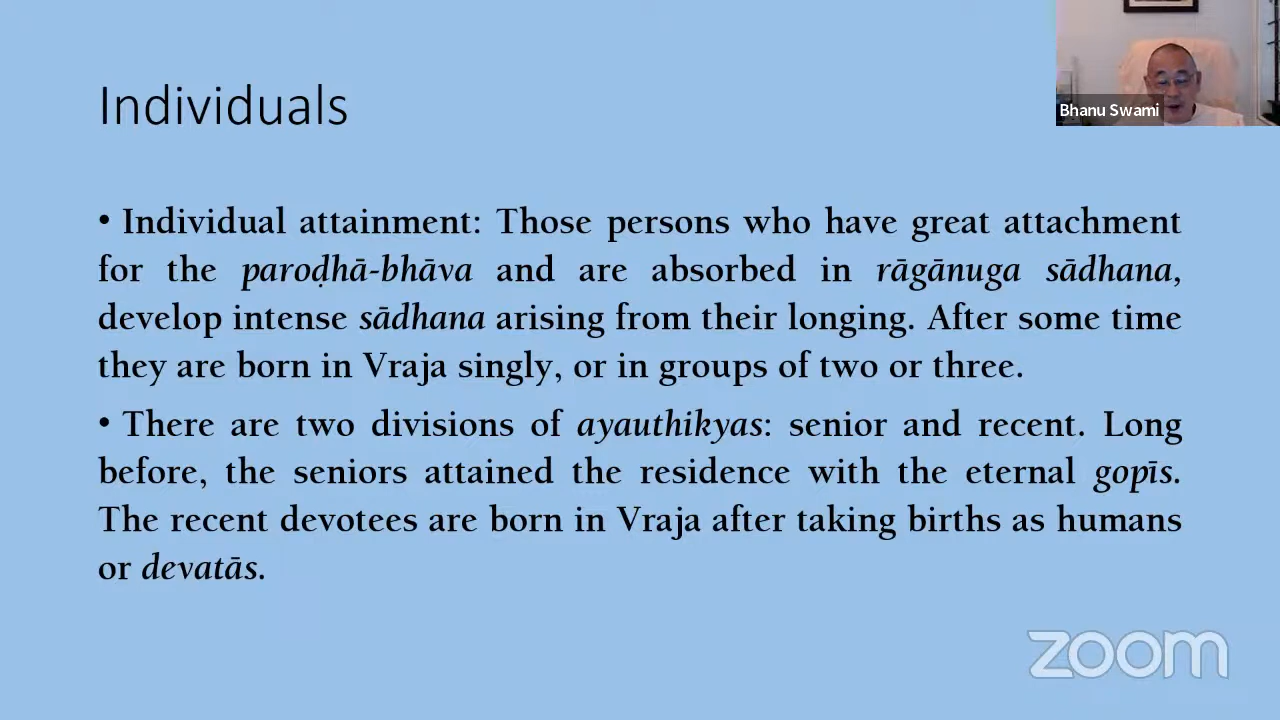 Individuals
Bhanu Swami
• Individual attainment: Those persons who have great attachment
for the paroḍhā-bhāva and are absorbed in rāgānuga sādhana,
develop intense sādhana arising from their longing. After some time
they are born in Vraja singly, or in groups of two or three.
• There are two divisions of ayauthikyas: senior and recent. Long
before, the seniors attained the residence with the eternal gopīs.
The recent devotees are born in Vraja after taking births as humans
or devatās.
zoom